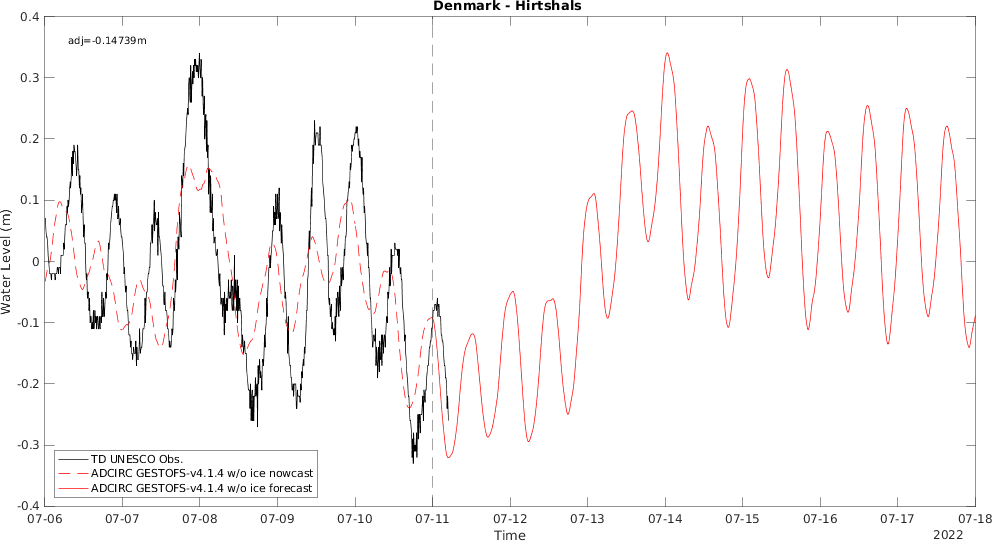 Denmark - Hirtshals
adj=-0.14739m
Water Level (m)
0.4
0.3
0.2
0.1
0
-0.1
-0.2
-0.3
-0.4
TD UNESCO Obs.
ADCIRC GESTOFS-v4.1.4 w/o ice nowcast
ADCIRC GESTOFS-v4.1.4 w/o ice forecast
07-06 07-07 07-08 07-09 07-10 07-11 07-12 07-13 07-14 07-15 07-16 07-17 07-18
Time
2022